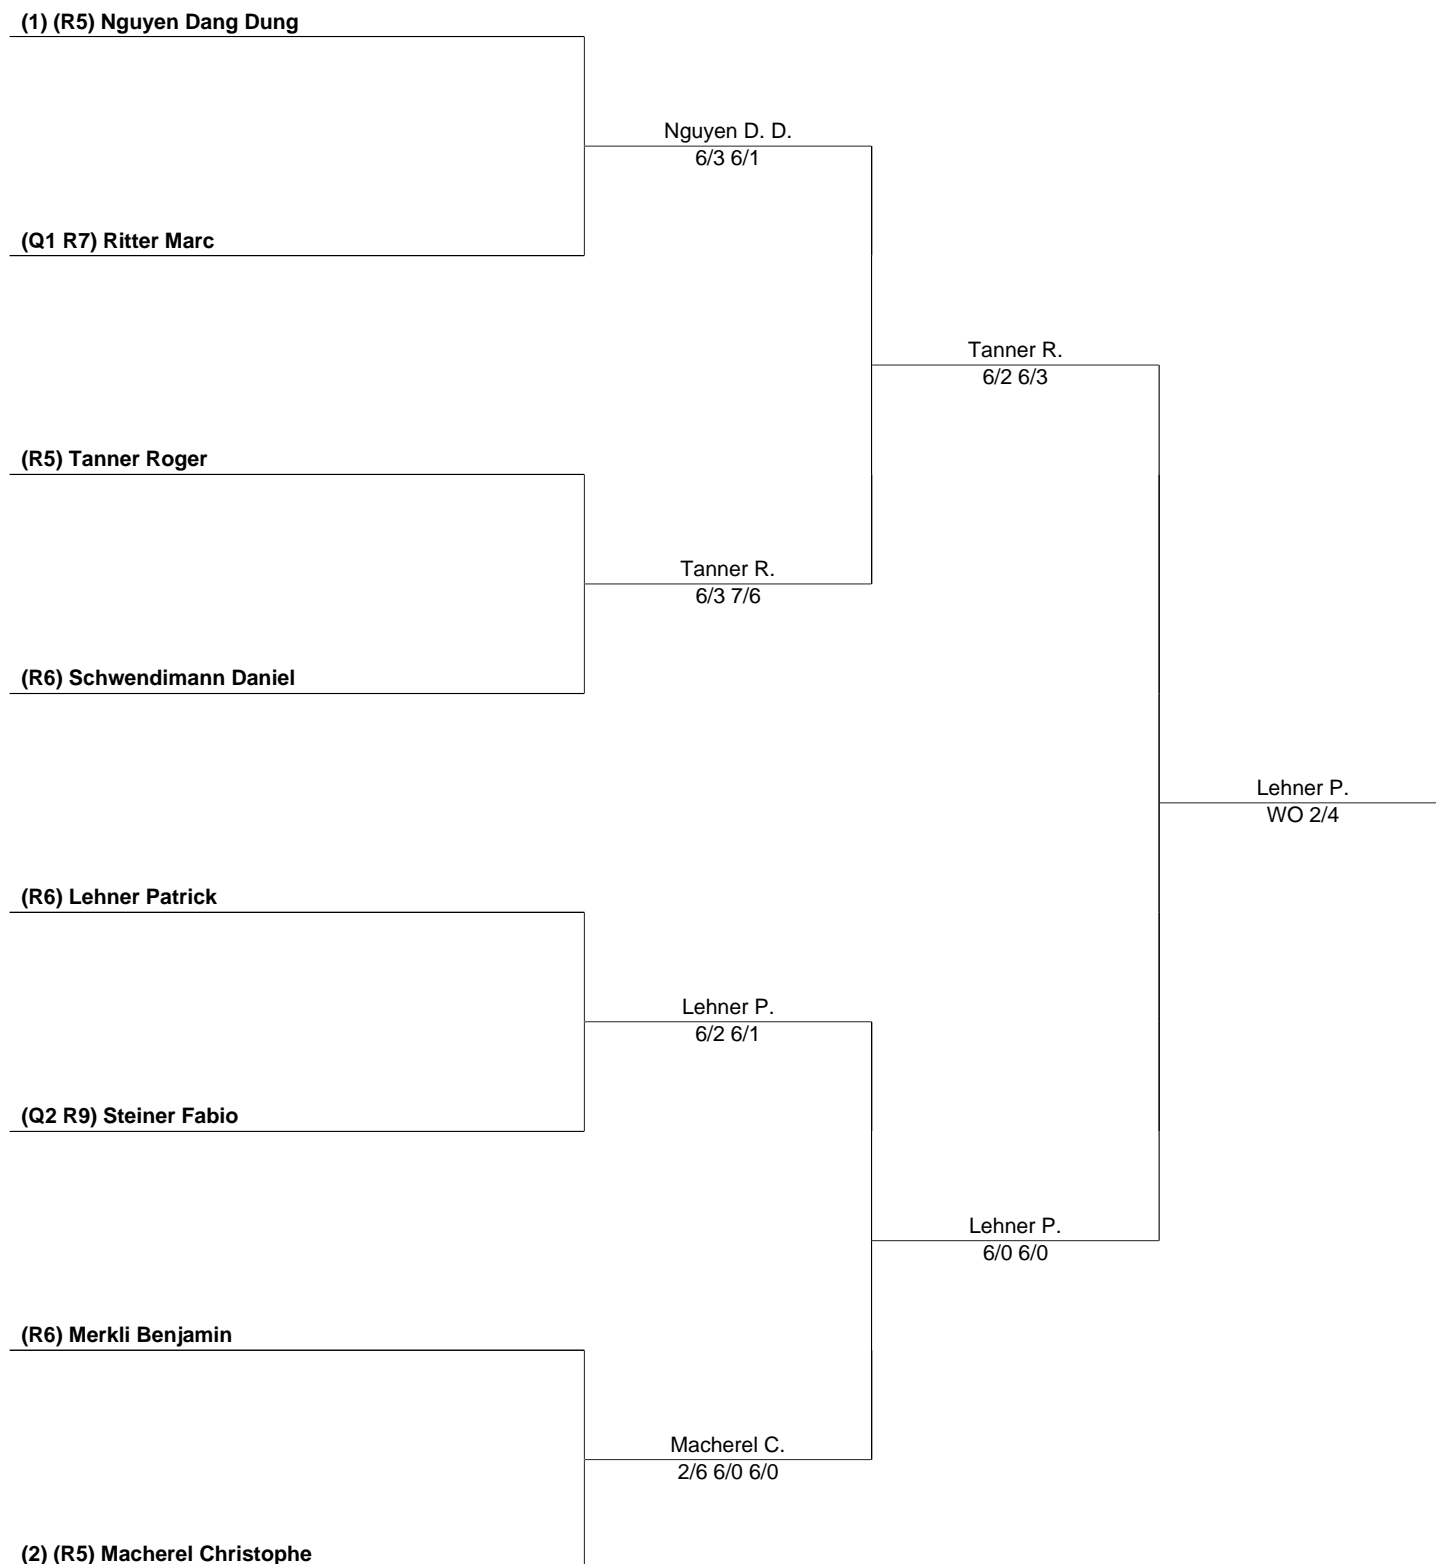 (1) (R5) Nguyen Dang Dung
Nguyen D. D.
6/3 6/1
(Q1 R7) Ritter Marc
Tanner R.
6/2 6/3
(R5) Tanner Roger
Tanner R.
6/3 7/6
(R6) Schwendimann Daniel
Lehner P.
WO 2/4
(R6) Lehner Patrick
Lehner P.
6/2 6/1
(Q2 R9) Steiner Fabio
Lehner P.
6/0 6/0
(R6) Merkli Benjamin
Macherel C.
2/6 6/0 6/0
(2) (R5) Macherel Christophe